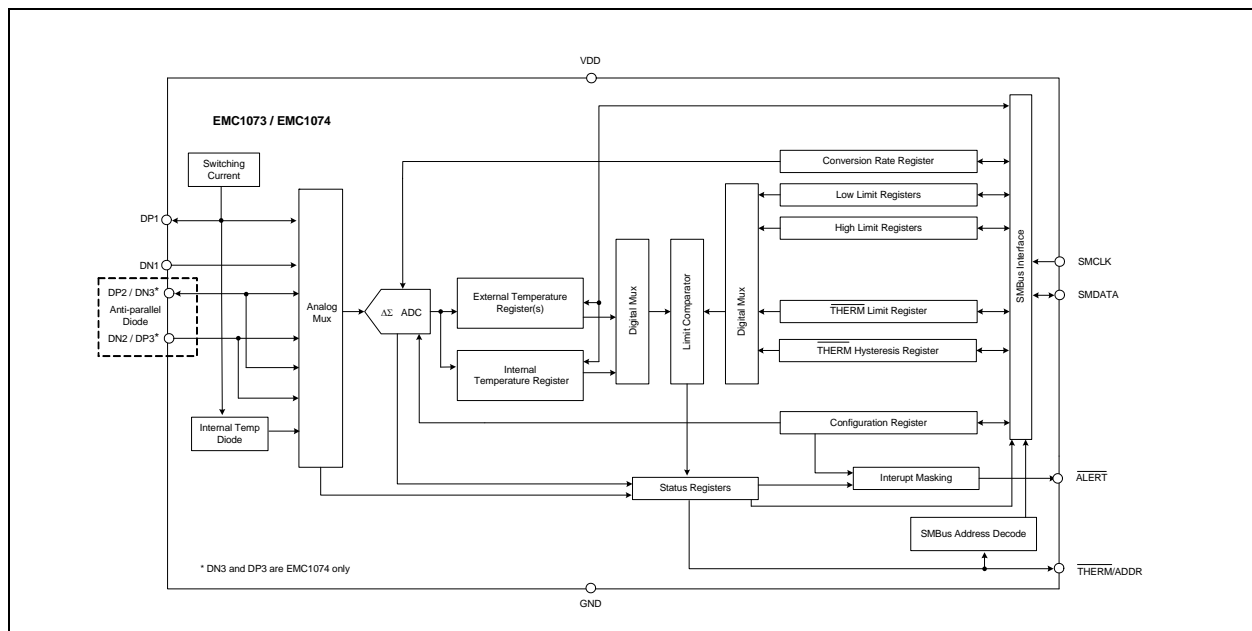 VDD
EMC1073 / EMC1074
Switching
Current
Conversion Rate Register
Low Limit Registers
High Limit Registers
DP1
DN1
DP2 / DN3*
Anti-parallel
Diode
DN2 / DP3*
Analog
Mux
ΔΣ ADC
External Temperature
Register(s)
Internal
Temperature Register
Digital Mux
Limit Comparator
Digital Mux
SMBus Interface
SMCLK
SMDATA
THERM Limit Register
THERM Hysteresis Register
Internal Temp
Diode
Configuration Register
Status Registers
Interupt Masking
ALERT
SMBus Address Decode
THERM/ADDR
* DN3 and DP3 are EMC1074 only
GND